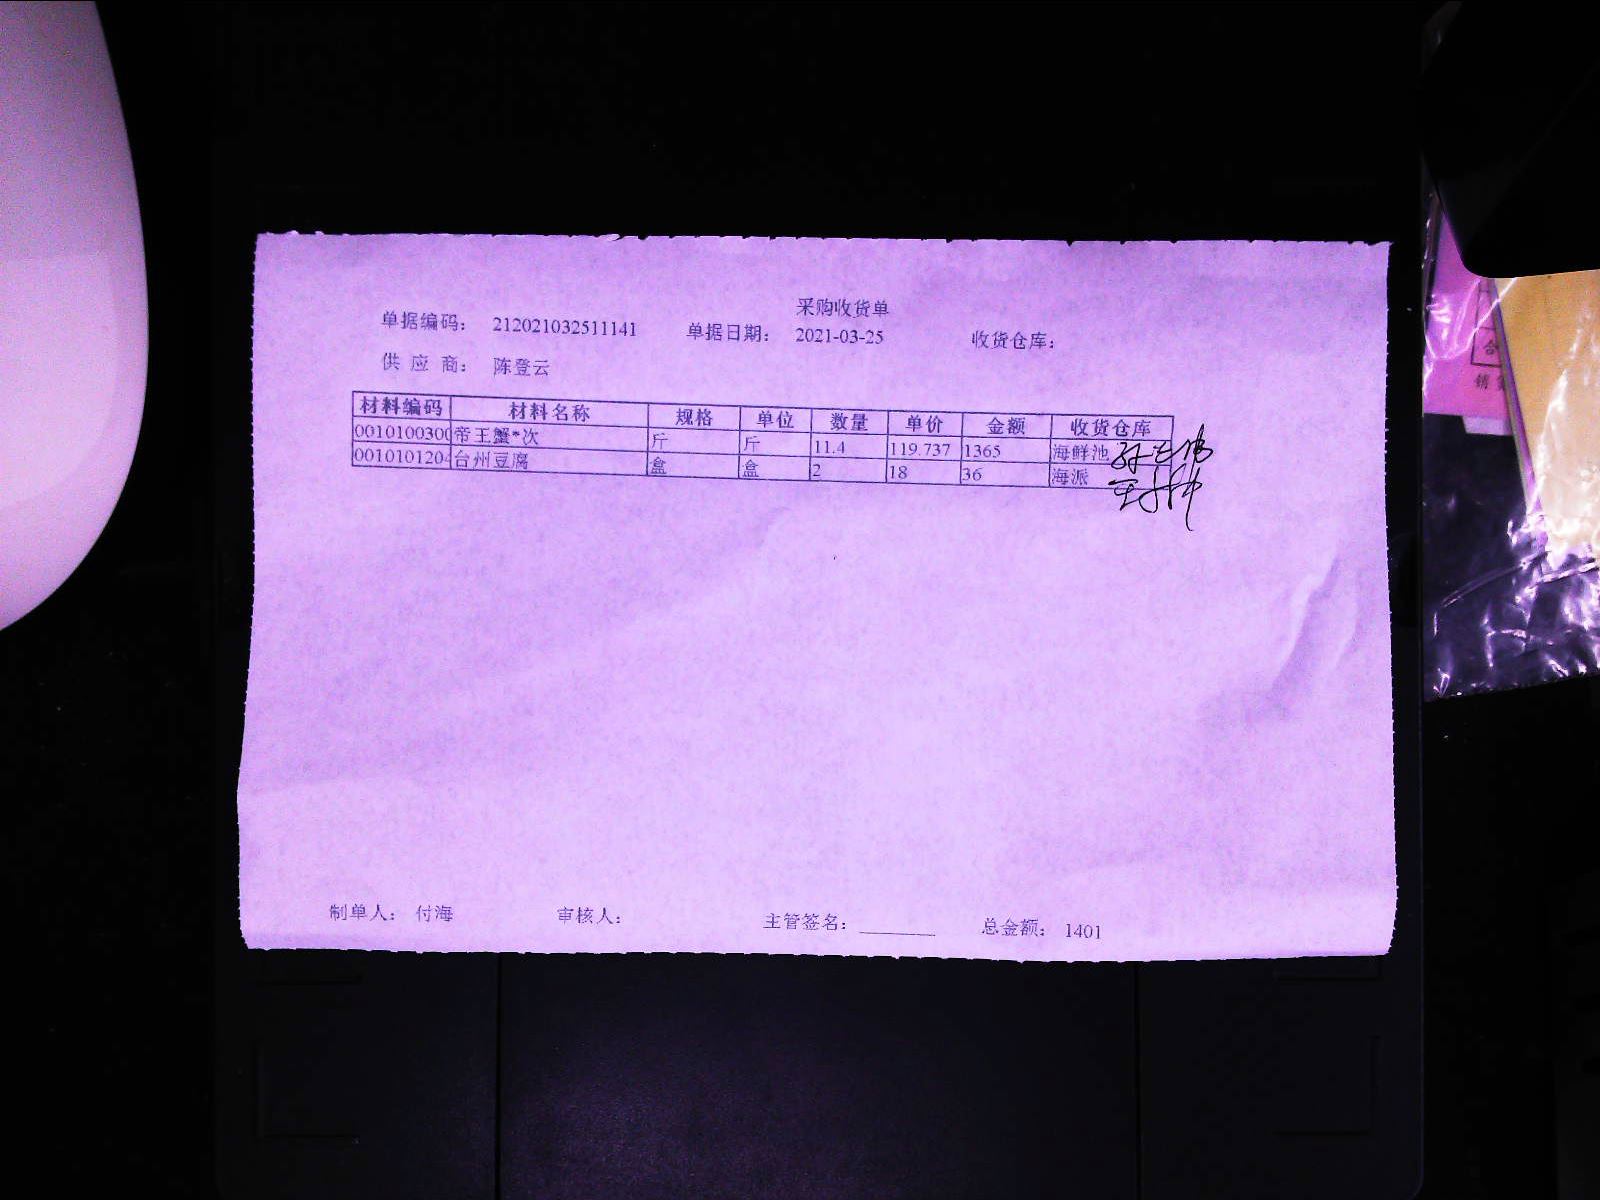 采购收货单
单据编码： 212021032511141 单据日期： 2021-03-25 收货仓库：
供 应 商： 陈登云
材料编码 材料名称 规格 单位 数量 单价 金额 收货仓库
0010100300 帝王蟹*次 斤 斤 11.4 119.737 1365 海鲜池
0010101204 台州豆腐 盒 盒 2 18 36 海派
制单人： 付海 审核人： 主管签名： 总金额： 1401
合
销